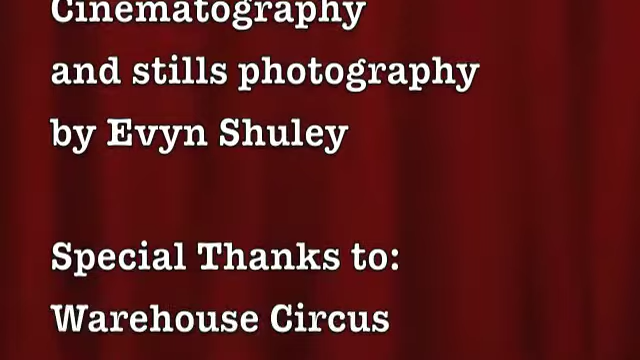 Cinematography
and stills photography
by Evyn Shuley
Special Thanks to:
Warehouse Circus